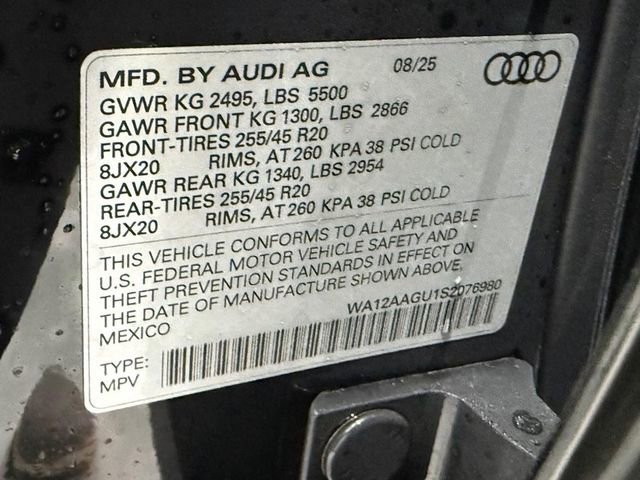 MFD. BY AUDI AG 08/25
GVWR KG 2495, LBS 5500
GAWR FRONT KG 1300, LBS 2866
FRONT-TIRES 255/45 R20
8JX20 RIMS, AT 260 KPA 38 PSI COLD
GAWR REAR KG 1340, LBS 2954
REAR-TIRES 255/45 R20
8JX20 RIMS, AT 260 KPA 38 PSI COLD
THIS VEHICLE CONFORMS TO ALL APPLICABLE
U.S. FEDERAL MOTOR VEHICLE SAFETY AND
THEFT PREVENTION STANDARDS IN EFFECT ON
THE DATE OF MANUFACTURE SHOWN ABOVE.
MEXICO WA12AAGU1S2076980
TYPE:
MPV